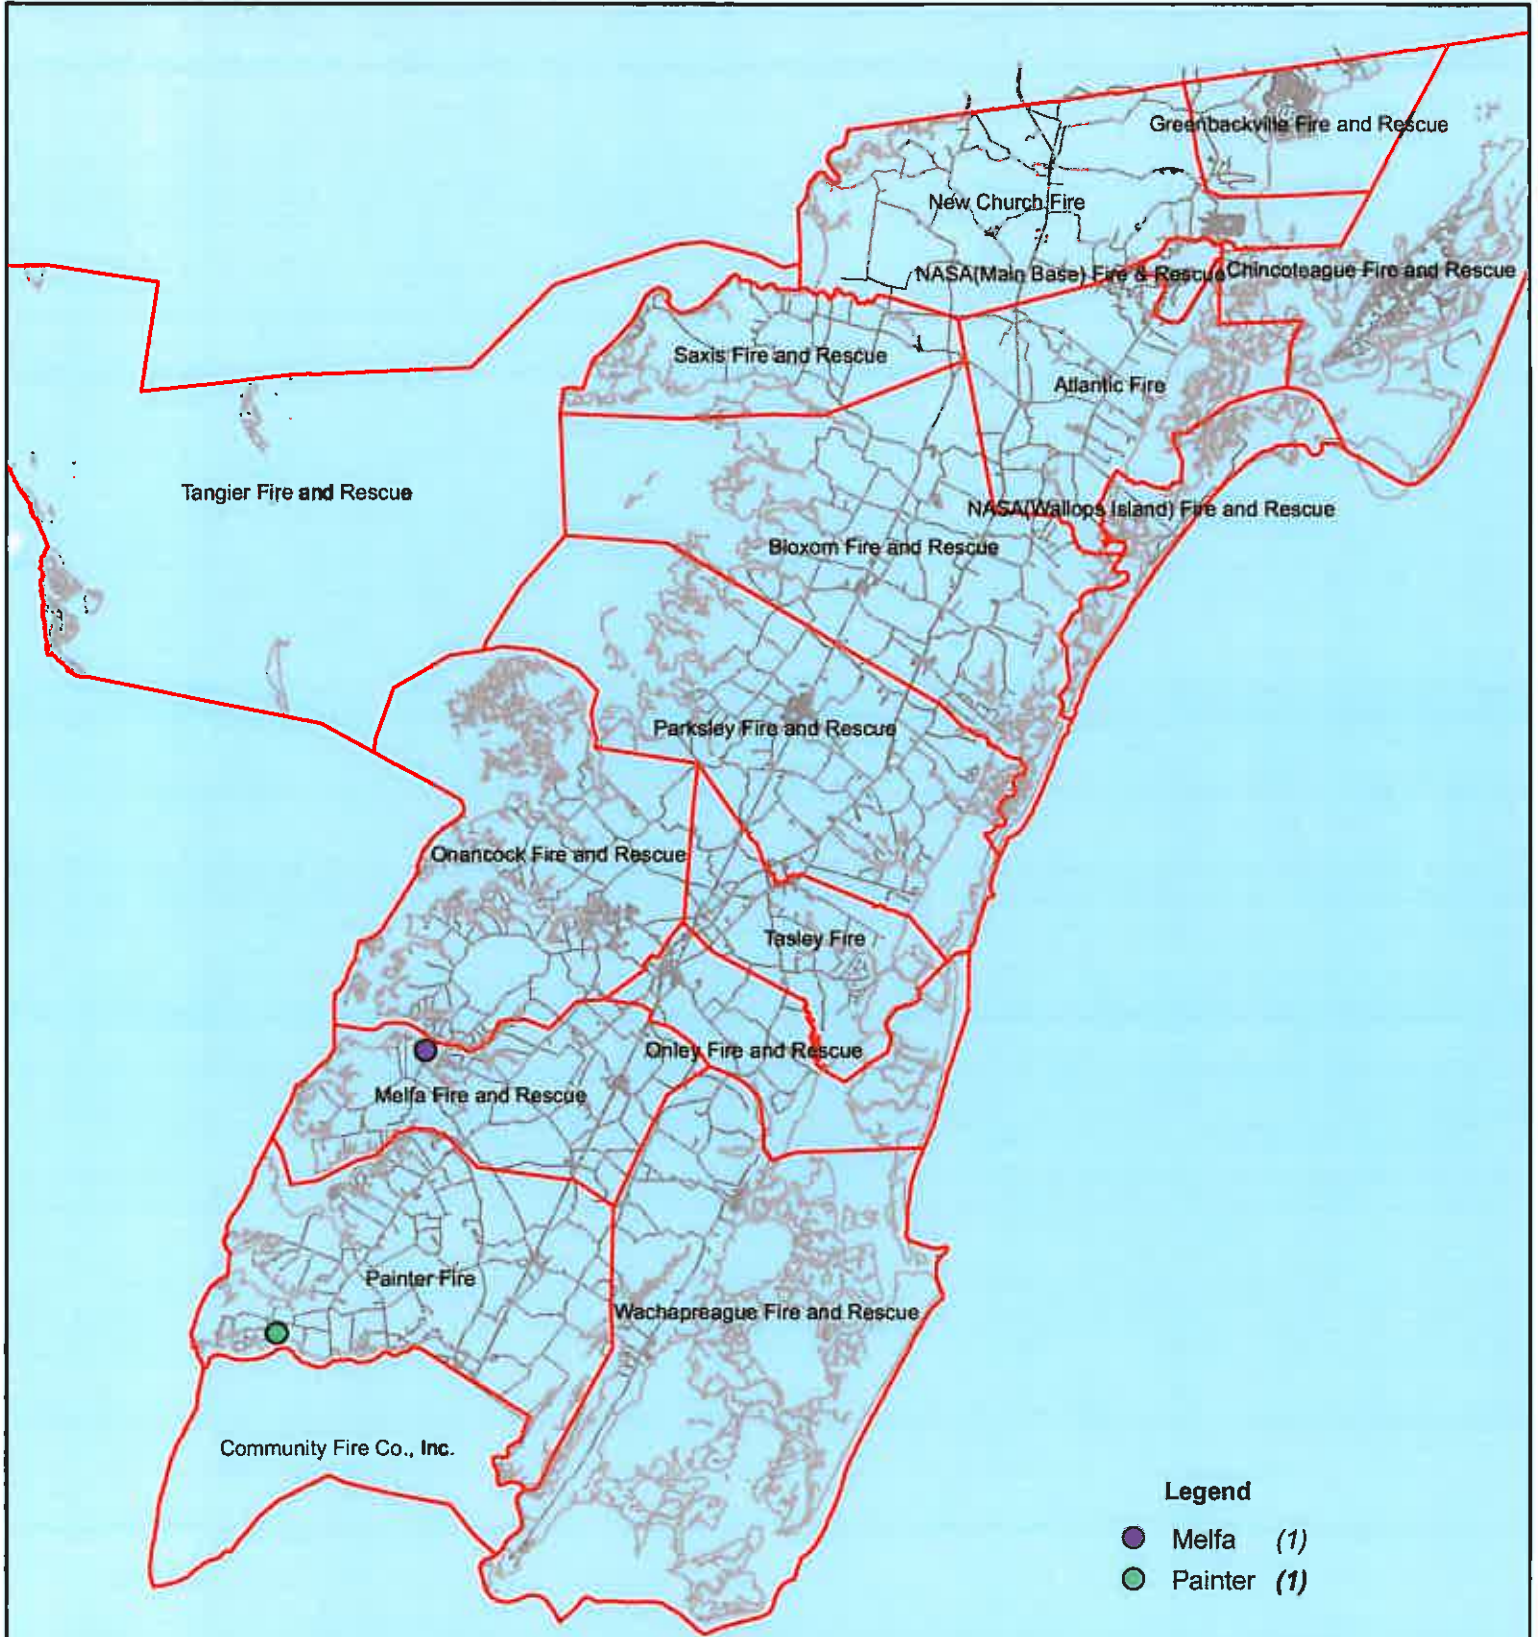 Greenbackville Fire and Rescue
New Church Fire
NASA(Main Base) Fire & Rescue
Chincoteague Fire and Rescue
Saxis Fire and Rescue
Atlantic Fire
Tangier Fire and Rescue
NASA(Wallops Island) Fire and Rescue
Bloxom Fire and Rescue
Parksley Fire and Rescue
Onancock Fire and Rescue
Tasley Fire
Onley Fire and Rescue
Melfa Fire and Rescue
Painter Fire
Wachapreague Fire and Rescue
Community Fire Co., Inc.
Legend
Melfa (1)
Painter (1)